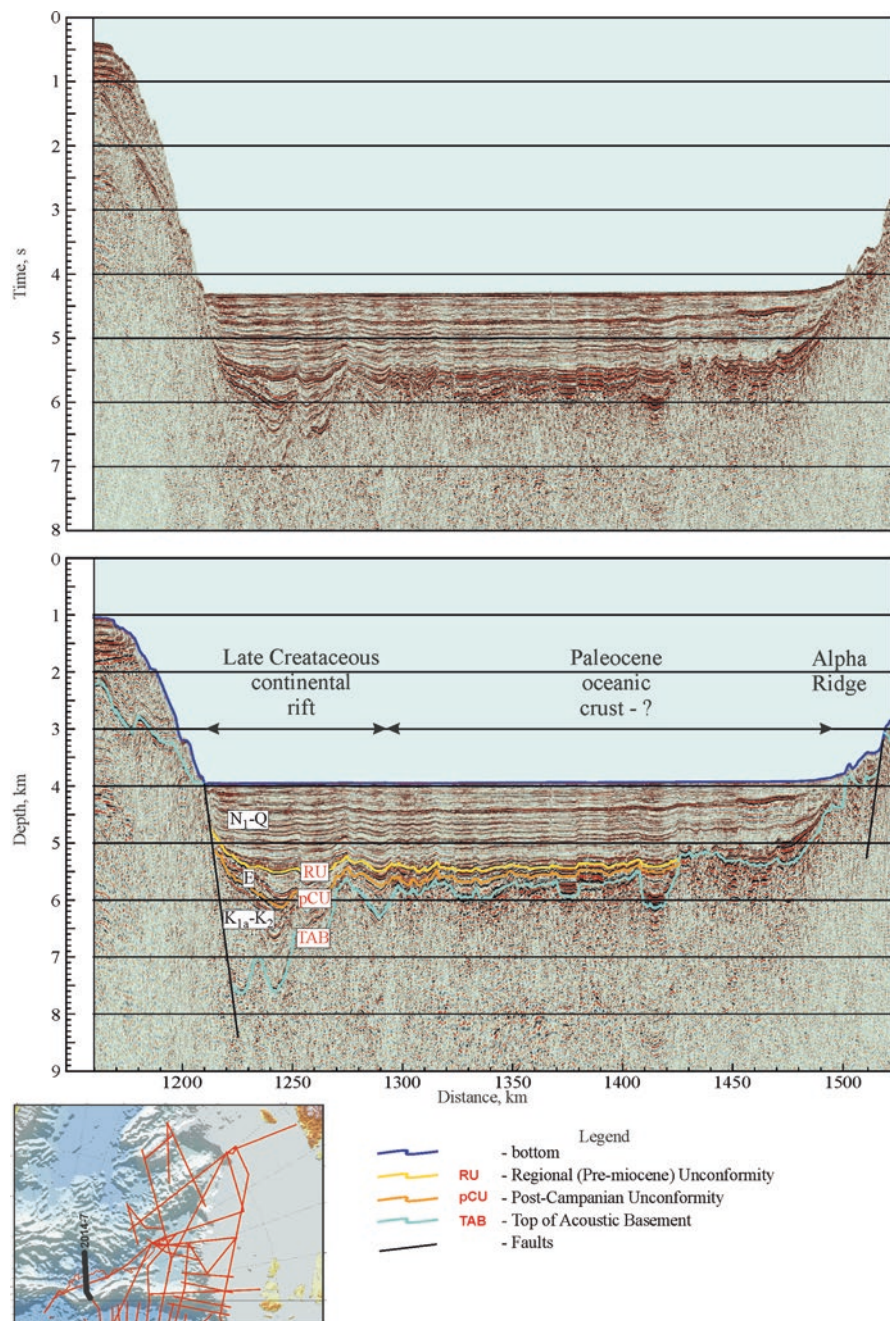 0
1
2
3
4
5
6
7
8
Time, s
0
1
2
3
4
5
6
7
8
9
Depth, km
Late Creataceous
continental
rift
Paleocene
oceanic
crust - ?
Alpha
Ridge
N1-Q
E
RU
pCU
K1a-K2
TAB
1200
1250
1300
1350
1400
1450
1500
Distance, km
2014-7
Legend
- bottom
RU - Regional (Pre-miocene) Unconformity
pCU - Post-Campanian Unconformity
TAB - Top of Acoustic Basement
- Faults